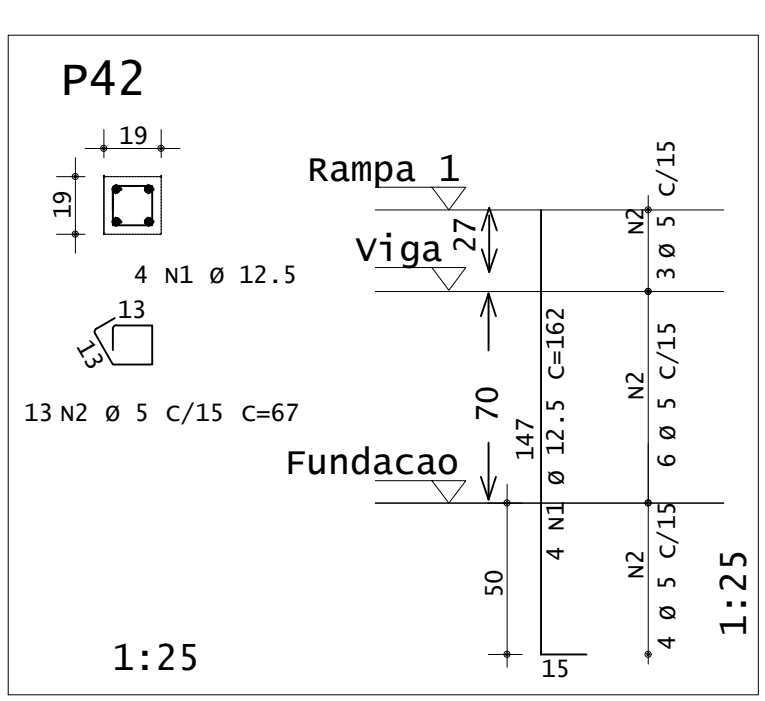 P42
19
19
4 N1 Ø 12.5
13
13
13 N2 Ø 5 C/15 C=67
1:25
Rampa 1
27
Viga
70
Fundacao
50
147
4 N1 Ø 12.5 C=162
15
N2
3 Ø 5 C/15
N2
6 Ø 5 C/15
N2
4 Ø 5 C/15
1:25